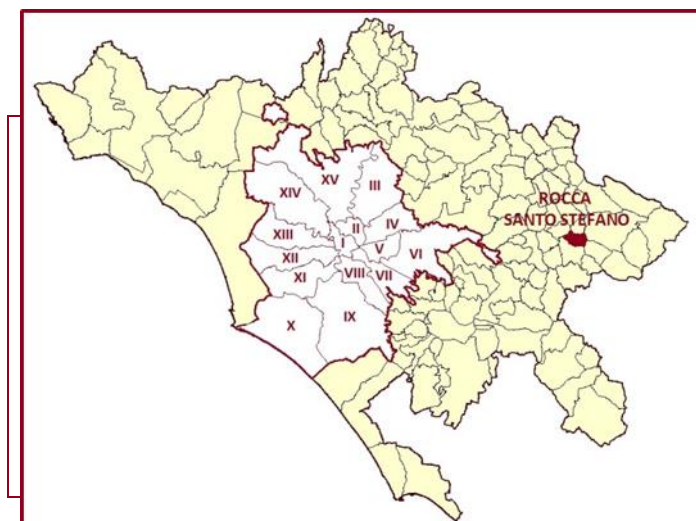 XV
III
XIV
ROCCA
SANTO STEFANO
II
IV
XIII
I
V
VI
XII
VIII
VII
XI
IX
X